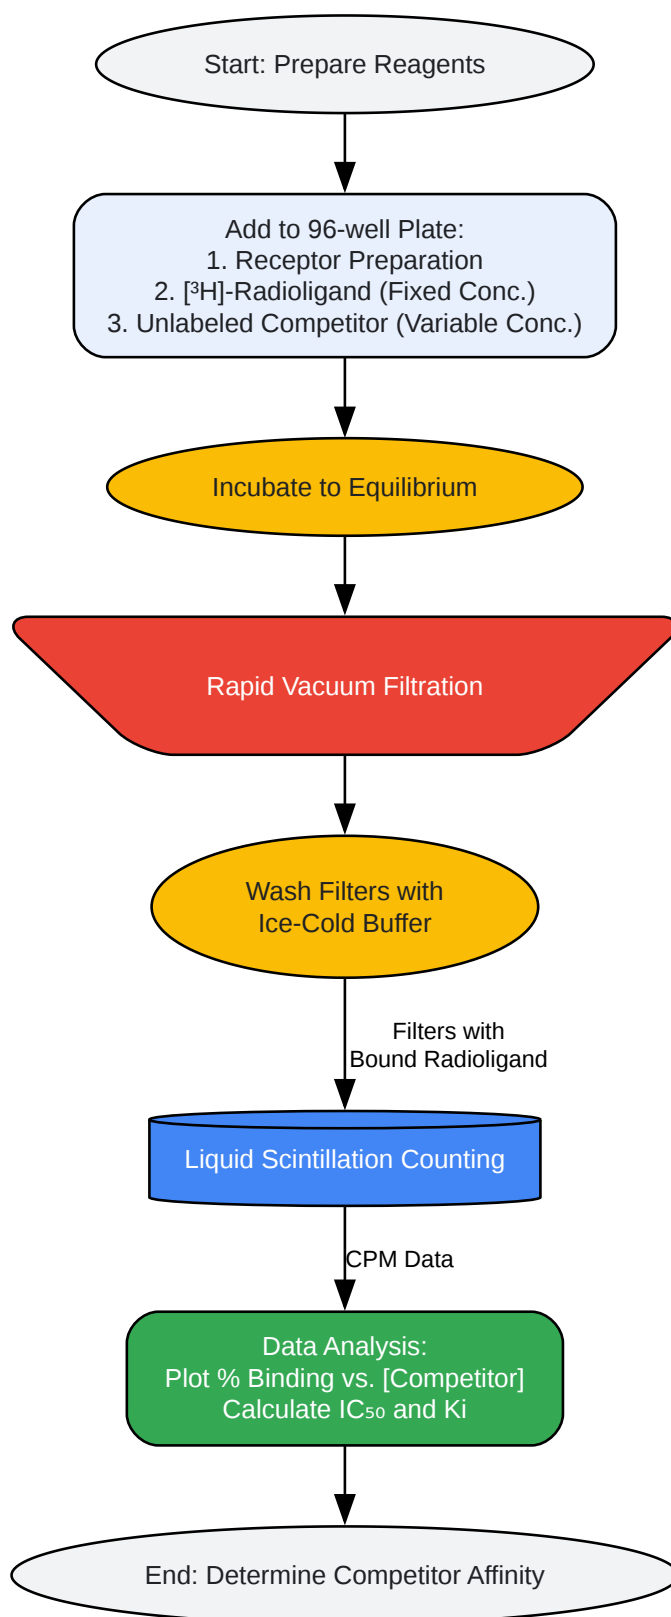 Start: Prepare Reagents
Add to 96-well Plate:
1. Receptor Preparation
2. [³H]-Radioligand (Fixed Conc.)
3. Unlabeled Competitor (Variable Conc.)
Incubate to Equilibrium
Rapid Vacuum Filtration
Wash Filters with
Ice-Cold Buffer
Filters with
Bound Radioligand
Liquid Scintillation Counting
CPM Data
Data Analysis:
Plot % Binding vs. [Competitor]
Calculate IC₅₀ and Ki
End: Determine Competitor Affinity